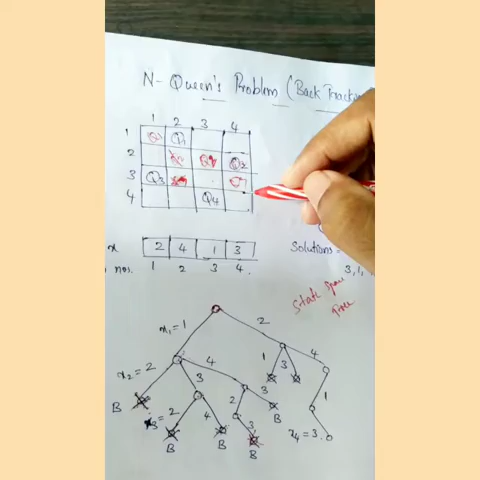 N- Queen's Problem (Back Track
1 2 3 4
1 Q1
2 Q2
3 Q3
4 Q4
x 2 4 1 3
nos. 1 2 3 4.
Solutions =
3, 1,
State Space
Tree
x1=1 2
x2=2 4 1 3 4
3 2 3 1
B x3=2 4 B
3 x4=3
B B B